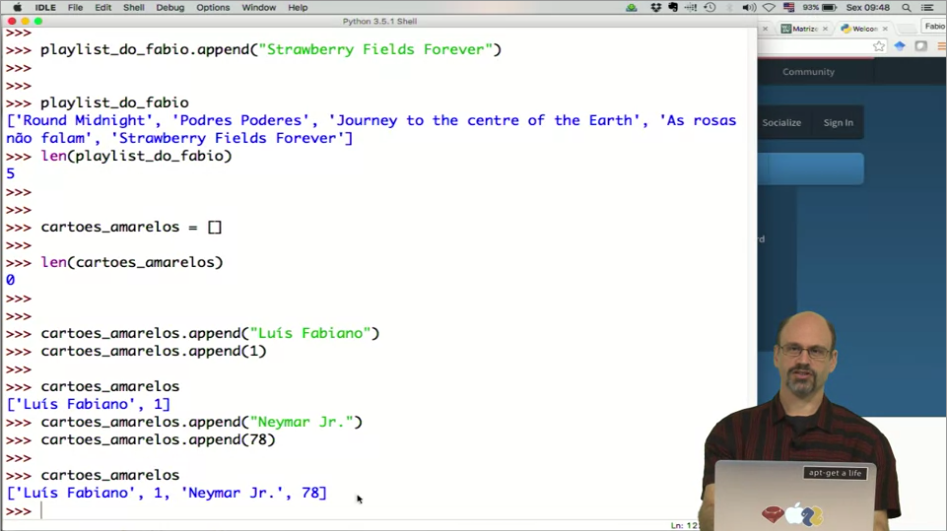 IDLE File Edit Shell Debug Options Window Help 93% Sex 09:48
Python 3.5.1 Shell
Matrize
Welcon
Fabio
>>>
>>> playlist_do_fabio.append("Strawberry Fields Forever")
>>>
>>>
>>> playlist_do_fabio
['Round Midnight', 'Podres Poderes', 'Journey to the centre of the Earth', 'As rosas
não falam', 'Strawberry Fields Forever']
>>> len(playlist_do_fabio)
5
>>>
>>>
>>> cartoes_amarelos = []
>>>
>>> len(cartoes_amarelos)
0
>>>
>>>
>>> cartoes_amarelos.append("Luís Fabiano")
>>> cartoes_amarelos.append(1)
>>>
>>> cartoes_amarelos
['Luís Fabiano', 1]
>>> cartoes_amarelos.append("Neymar Jr.")
>>> cartoes_amarelos.append(78)
>>>
>>> cartoes_amarelos
['Luís Fabiano', 1, 'Neymar Jr.', 78]
>>>
Ln: 12
Community
Socialize Sign In
rd
apt-get a life